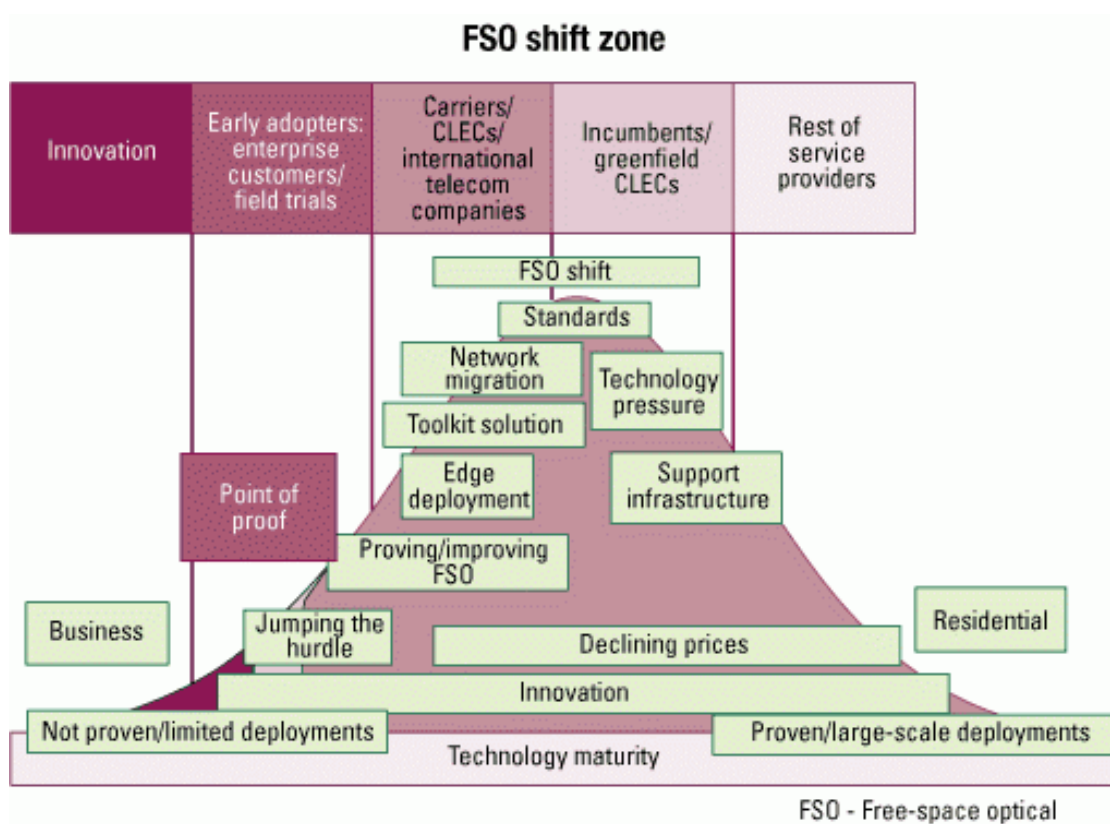 FSO shift zone
Innovation
Early adopters:
enterprise
customers/
field trials
Carriers/
CLECs/
international
telecom
companies
Incumbents/
greenfield
CLECs
Rest of
service
providers
FSO shift
Standards
Network
migration
Technology
pressure
Toolkit solution
Edge
deployment
Support
infrastructure
Point of
proof
Proving/improving
FSO
Business
Jumping the
hurdle
Declining prices
Residential
Innovation
Not proven/limited deployments
Proven/large-scale deployments
Technology maturity
FSO - Free-space optical